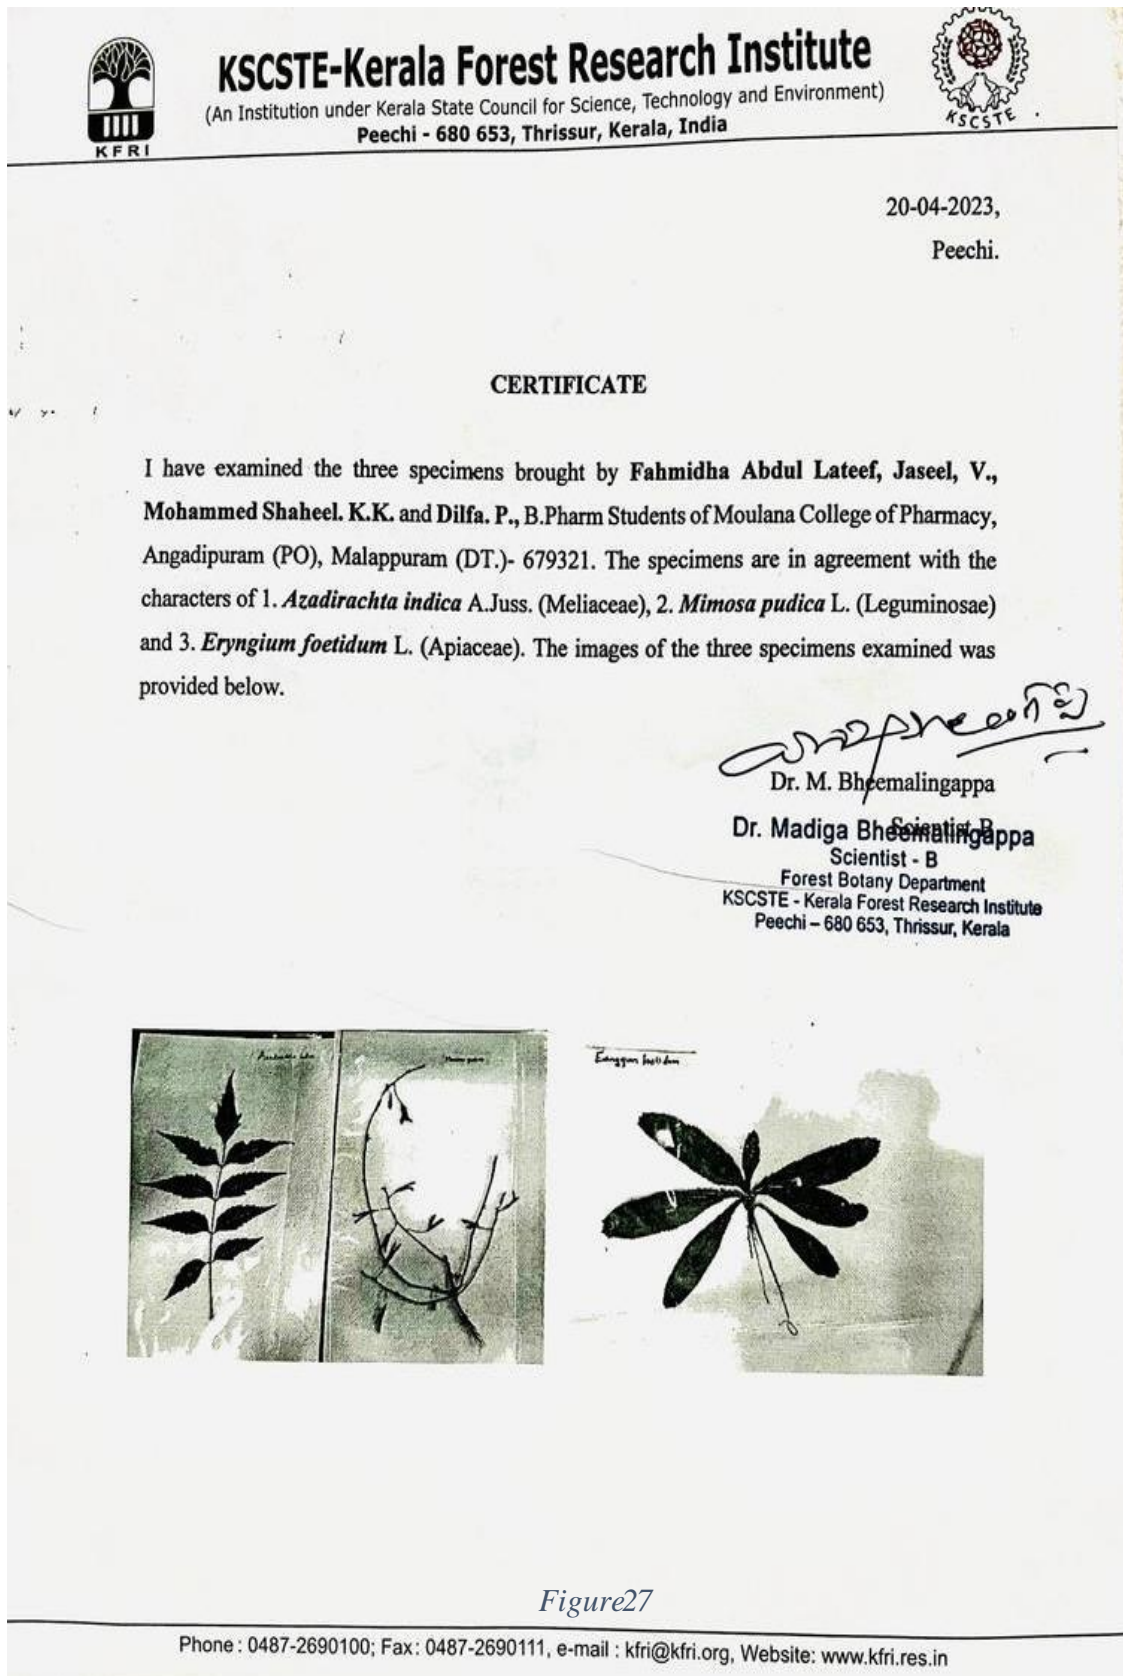 KSCSTE-Kerala Forest Research Institute
(An Institution under Kerala State Council for Science, Technology and Environment)
Peechi - 680 653, Thrissur, Kerala, India
KFRI
KSCSTE
20-04-2023,
Peechi.
CERTIFICATE
I have examined the three specimens brought by Fahmidha Abdul Lateef, Jaseel, V.,
Mohammed Shaheel. K.K. and Dilfa. P., B.Pharm Students of Moulana College of Pharmacy,
Angadipuram (PO), Malappuram (DT.)- 679321. The specimens are in agreement with the
characters of 1. Azadirachta indica A.Juss. (Meliaceae), 2. Mimosa pudica L. (Leguminosae)
and 3. Eryngium foetidum L. (Apiaceae). The images of the three specimens examined was
provided below.
Dr. M. Bheemalingappa
Scientist-B
Dr. Madiga Bheemalingappa
Scientist - B
Forest Botany Department
KSCSTE - Kerala Forest Research Institute
Peechi – 680 653, Thrissur, Kerala
Figure27
Phone : 0487-2690100; Fax: 0487-2690111, e-mail : kfri@kfri.org, Website: www.kfri.res.in